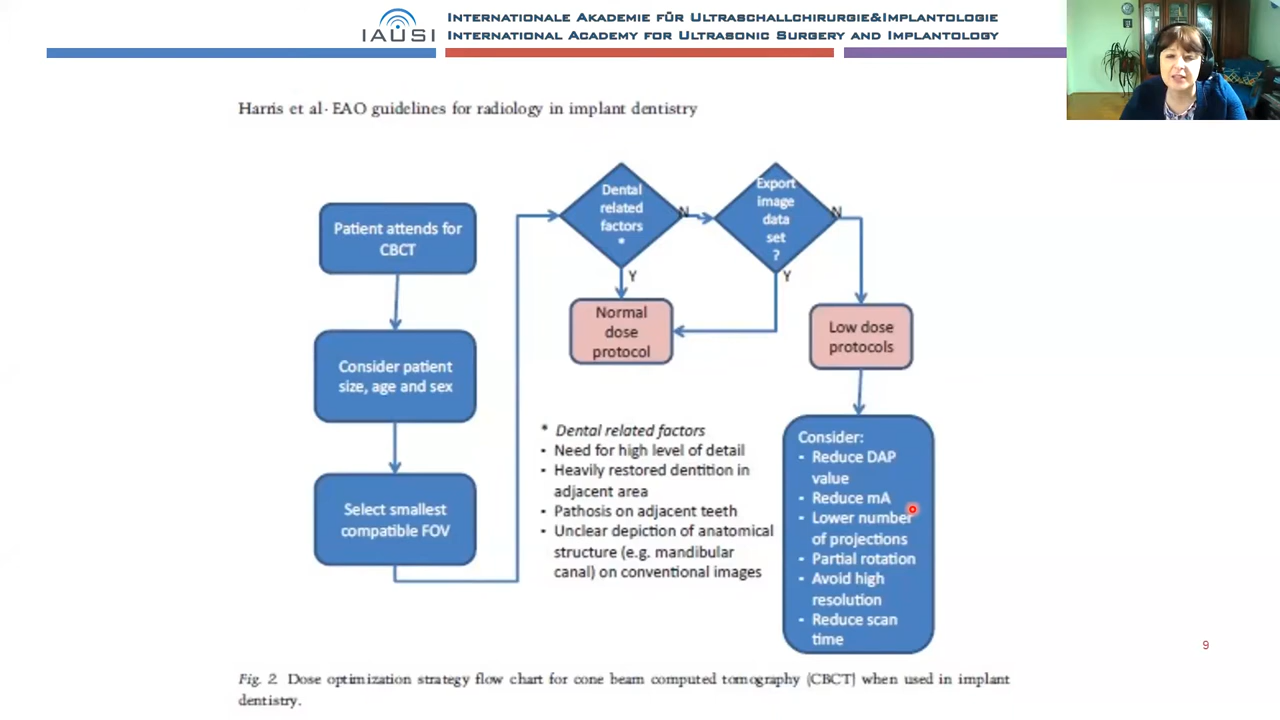 IAUSI
INTERNATIONALE AKADEMIE FÜR ULTRASCHALLCHIRURGIE&IMPLANTOLOGIE
INTERNATIONAL ACADEMY FOR ULTRASONIC SURGERY AND IMPLANTOLOGY
Harris et al · EAO guidelines for radiology in implant dentistry
Patient attends for
CBCT
Consider patient
size, age and sex
Select smallest
compatible FOV
Dental
related
factors
*
N
Y
Export
image
data
set
?
N
Y
Normal
dose
protocol
Low dose
protocols
* Dental related factors
- Need for high level of detail
- Heavily restored dentition in
adjacent area
- Pathosis on adjacent teeth
- Unclear depiction of anatomical
structure (e.g. mandibular
canal) on conventional images
Consider:
- Reduce DAP
value
- Reduce mA
- Lower number
of projections
- Partial rotation
- Avoid high
resolution
- Reduce scan
time
9
Fig. 2. Dose optimization strategy flow chart for cone beam computed tomography (CBCT) when used in implant
dentistry.